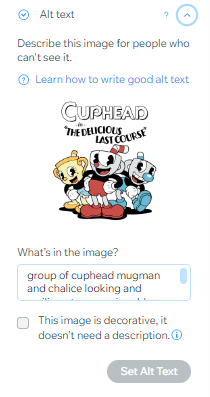 Alt text
?
Describe this image for people who
can't see it.
? Learn how to write good alt text
CUPHEAD
in
"THE DELICIOUS
LAST COURSE"
What's in the image?
group of cuphead mugman
and chalice looking and
This image is decorative, it
doesn't need a description.
Set Alt Text